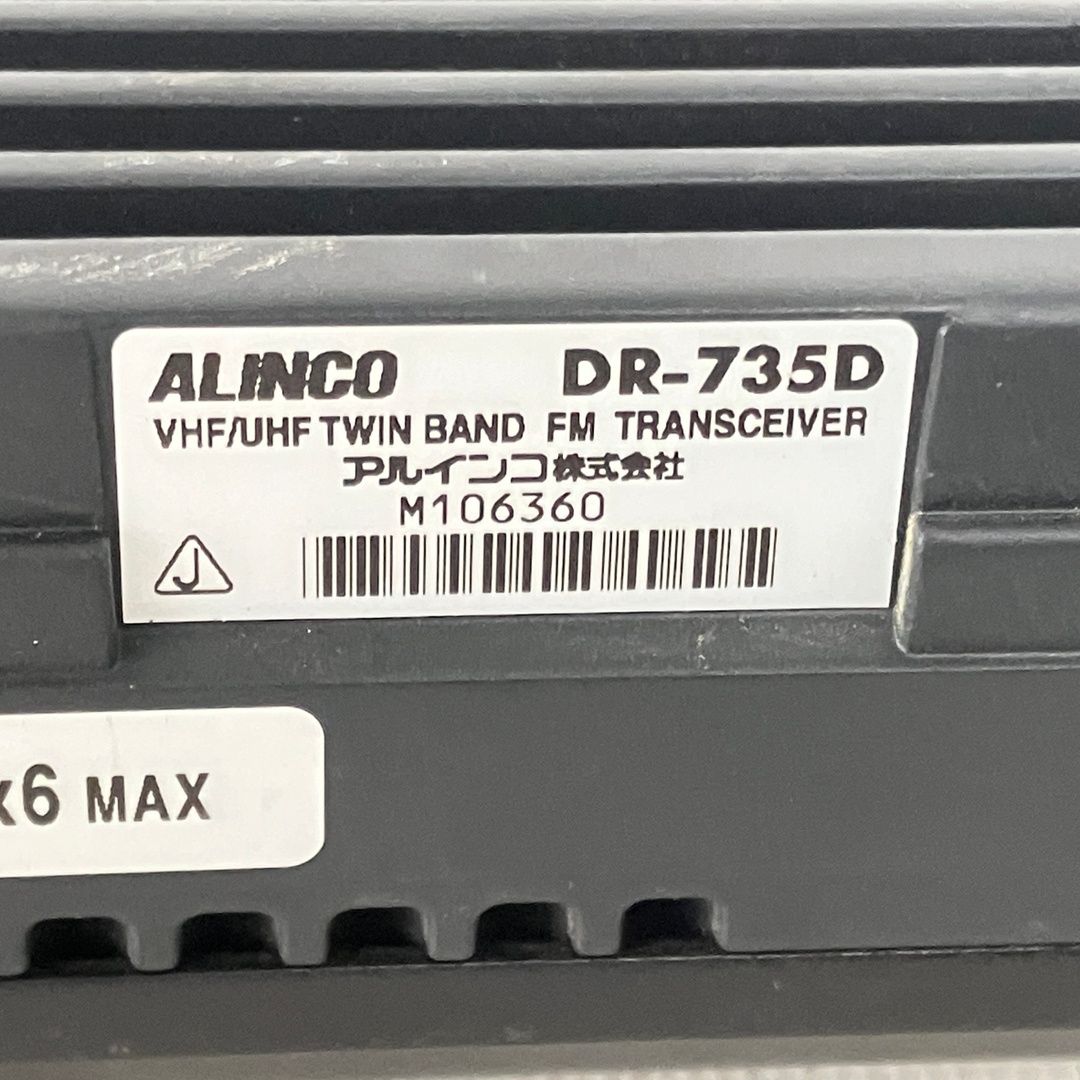 ALINCO DR-735D
VHF/UHF TWIN BAND FM TRANSCEIVER
アルインコ株式会社
M106360
J
x6 MAX